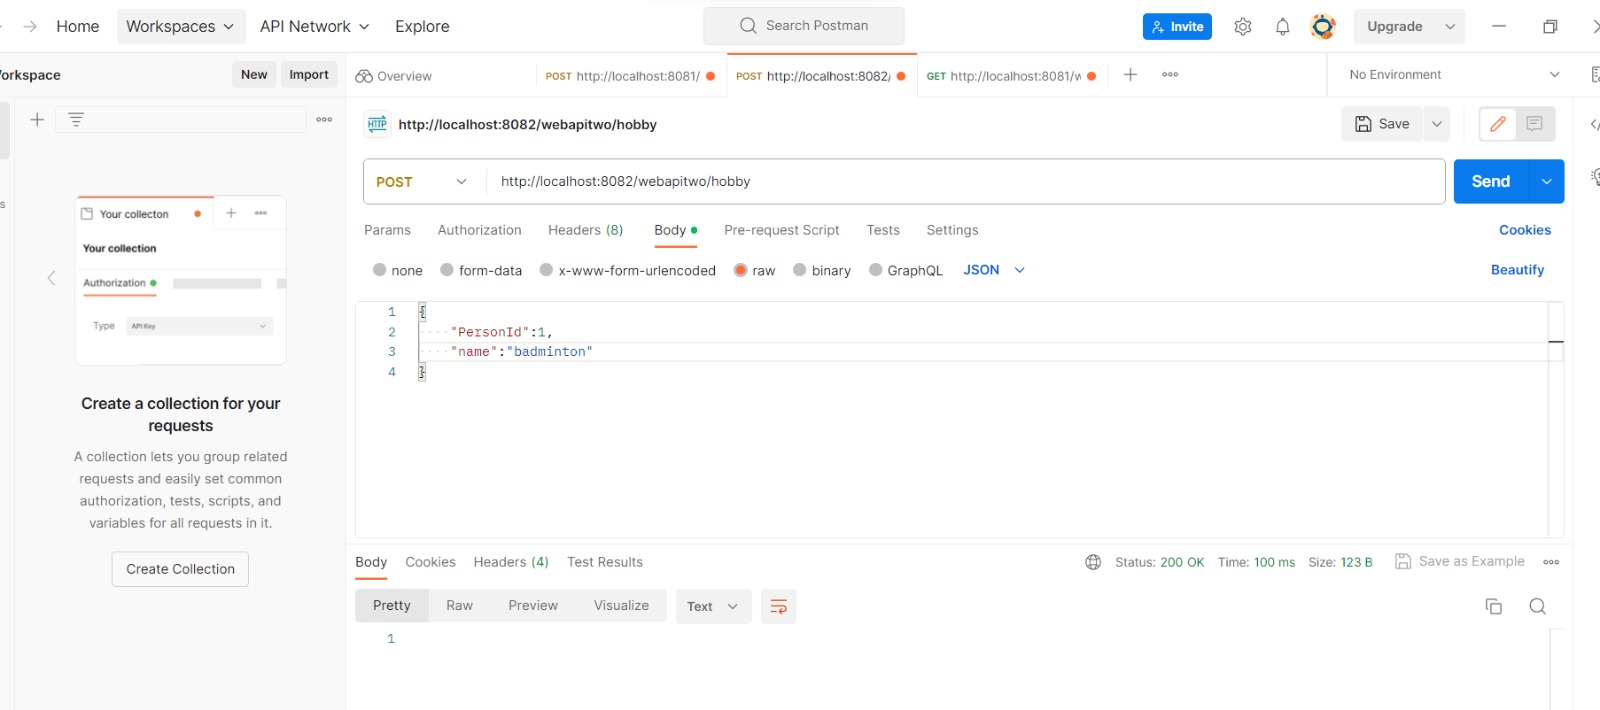 Home Workspaces API Network Explore Search Postman Invite Upgrade
orkspace New Import Overview POST http://localhost:8081/ POST http://localhost:8082/ GET http://localhost:8081/w No Environment
HTTP http://localhost:8082/webapitwo/hobby Save
POST http://localhost:8082/webapitwo/hobby Send
Params Authorization Headers (8) Body Pre-request Script Tests Settings Cookies
none form-data x-www-form-urlencoded raw binary GraphQL JSON Beautify
1 {
2 "PersonId":1,
3 "name":"badminton"
4 }
Your collecton
Your collection
Authorization
Type API Key
Create a collection for your
requests
A collection lets you group related
requests and easily set common
authorization, tests, scripts, and
variables for all requests in it.
Create Collection
Body Cookies Headers (4) Test Results Status: 200 OK Time: 100 ms Size: 123 B Save as Example
Pretty Raw Preview Visualize Text
1